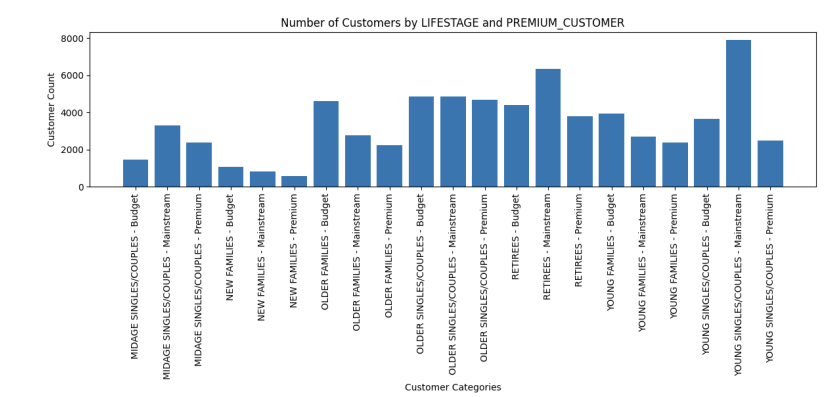 Number of Customers by LIFESTAGE and PREMIUM_CUSTOMER
Customer Count
8000
6000
4000
2000
0
MIDAGE SINGLES/COUPLES - Budget
MIDAGE SINGLES/COUPLES - Mainstream
MIDAGE SINGLES/COUPLES - Premium
NEW FAMILIES - Budget
NEW FAMILIES - Mainstream
NEW FAMILIES - Premium
OLDER FAMILIES - Budget
OLDER FAMILIES - Mainstream
OLDER FAMILIES - Premium
OLDER SINGLES/COUPLES - Budget
OLDER SINGLES/COUPLES - Mainstream
OLDER SINGLES/COUPLES - Premium
RETIREES - Budget
RETIREES - Mainstream
RETIREES - Premium
YOUNG FAMILIES - Budget
YOUNG FAMILIES - Mainstream
YOUNG FAMILIES - Premium
YOUNG SINGLES/COUPLES - Budget
YOUNG SINGLES/COUPLES - Mainstream
YOUNG SINGLES/COUPLES - Premium
Customer Categories